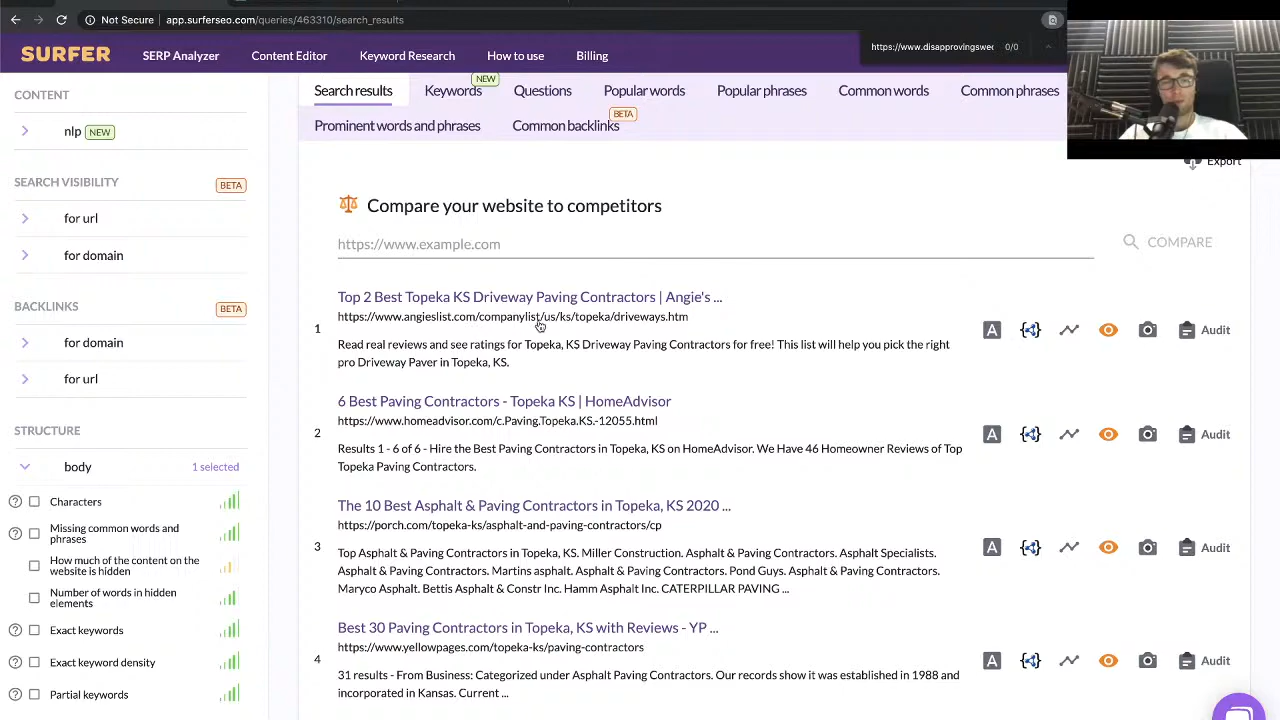 Not Secure | app.surferseo.com/queries/463310/search_results
SURFER
SERP Analyzer
Content Editor
Research
Billing
https://www.disapprovingswee
0/0
CONTENT
nlp NEW
SEARCH VISIBILITY BETA
for url
for domain
BACKLINKS BETA
for domain
for url
STRUCTURE
body 1 selected
Characters
Missing common words and
phrases
How much of the content on the
website is hidden
Number of words in hidden
elements
Exact keywords
Exact keyword density
Partial keywords
Search results
Keywords NEW
Questions
Popular words
Popular phrases
Common words
Common phrases
Prominent words and phrases
Common backlinks BETA
Export
Compare your website to competitors
https://www.example.com
COMPARE
1
Top 2 Best Topeka KS Driveway Paving Contractors | Angie's ...
https://www.angieslist.com/companylist/us/ks/topeka/driveways.htm
Read real reviews and see ratings for Topeka, KS Driveway Paving Contractors for free! This list will help you pick the right
pro Driveway Paver in Topeka, KS.
A
Audit
2
6 Best Paving Contractors - Topeka KS | HomeAdvisor
https://www.homeadvisor.com/c.Paving.Topeka.KS.-12055.html
Results 1 - 6 of 6 - Hire the Best Paving Contractors in Topeka, KS on HomeAdvisor. We Have 46 Homeowner Reviews of Top
Topeka Paving Contractors.
A
Audit
3
The 10 Best Asphalt & Paving Contractors in Topeka, KS 2020 ...
https://porch.com/topeka-ks/asphalt-and-paving-contractors/cp
Top Asphalt & Paving Contractors in Topeka, KS. Miller Construction. Asphalt & Paving Contractors. Asphalt Specialists.
Asphalt & Paving Contractors. Martins asphalt. Asphalt & Paving Contractors. Pond Guys. Asphalt & Paving Contractors.
Maryco Asphalt. Bettis Asphalt & Constr Inc. Hamm Asphalt Inc. CATERPILLAR PAVING ...
A
Audit
4
Best 30 Paving Contractors in Topeka, KS with Reviews - YP ...
https://www.yellowpages.com/topeka-ks/paving-contractors
31 results - 33rd In Business: Categorized under Asphalt Paving Contractors. Our records show it was established in 1988 and
incorporated in Kansas. Current ...
A
Audit